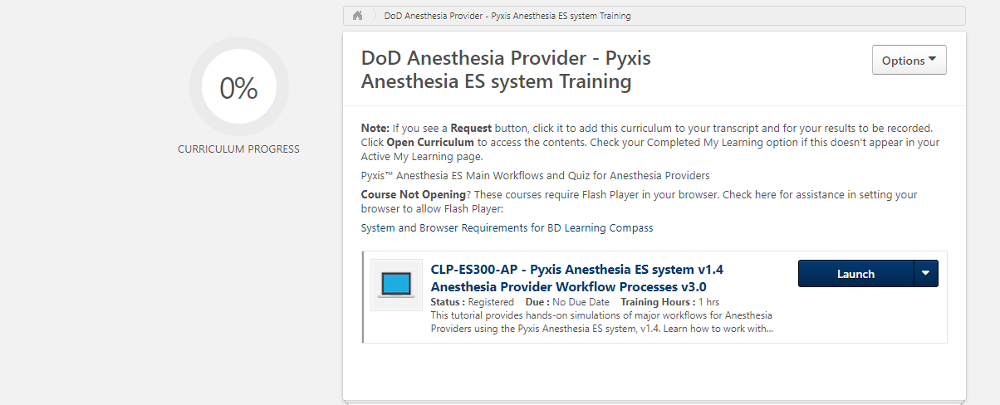 DoD Anesthesia Provider - Pyxis Anesthesia ES system Training
0%
CURRICULUM PROGRESS
DoD Anesthesia Provider - Pyxis
Anesthesia ES system Training
Options
Note: If you see a Request button, click it to add this curriculum to your transcript and for your results to be recorded.
Click Open Curriculum to access the contents. Check your Completed My Learning option if this doesn't appear in your
Active My Learning page.
Pyxis™ Anesthesia ES Main Workflows and Quiz for Anesthesia Providers
Course Not Opening? These courses require Flash Player in your browser. Check here for assistance in setting your
browser to allow Flash Player:
System and Browser Requirements for BD Learning Compass
CLP-ES300-AP - Pyxis Anesthesia ES system v1.4
Anesthesia Provider Workflow Processes v3.0
Status : Registered Due : No Due Date Training Hours : 1 hrs
This tutorial provides hands-on simulations of major workflows for Anesthesia
Providers using the Pyxis Anesthesia ES system, v1.4. Learn how to work with...
Launch